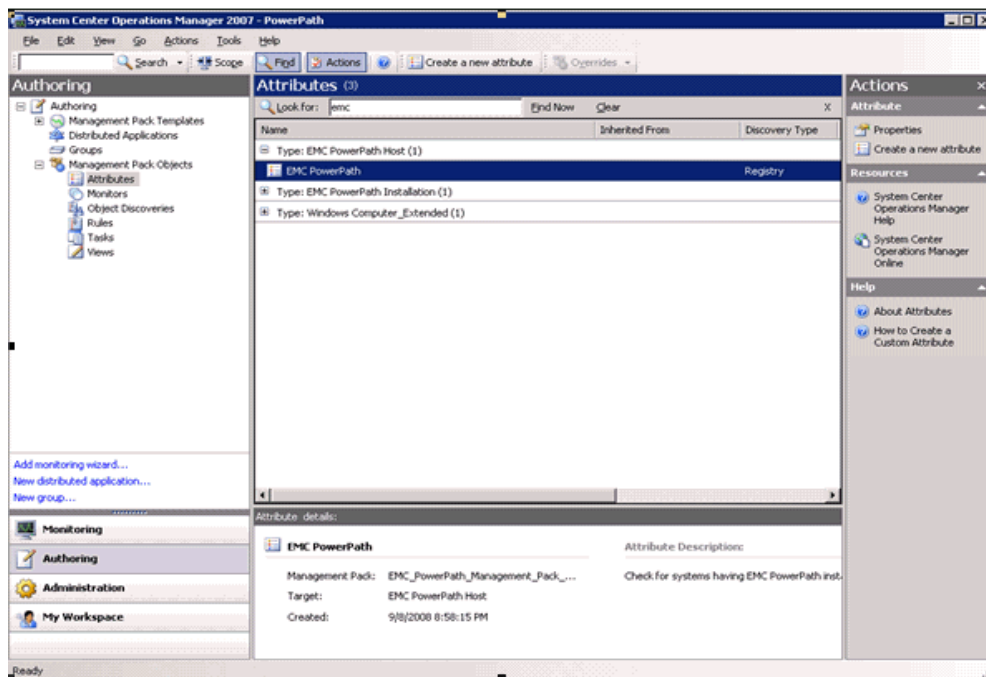 System Center Operations Manager 2007 - PowerPath
File Edit View Go Actions Tools Help
Search Scope Find Actions Create a new attribute Overrides
Authoring
Authoring
Management Pack Templates
Distributed Applications
Groups
Management Pack Objects
Attributes
Monitors
Object Discoveries
Rules
Tasks
Views
Add monitoring wizard...
New distributed application...
New group...
Monitoring
Authoring
Administration
My Workspace
Ready
Attributes (3)
Look for: emc Find Now Clear x
Name Inherited From Discovery Type
Type: EMC PowerPath Host (1)
EMC PowerPath Registry
Type: EMC PowerPath Installation (1)
Type: Windows Computer_Extended (1)
Attribute details:
EMC PowerPath
Management Pack: EMC_PowerPath_Management_Pack_...
Target: EMC PowerPath Host
Created: 9/8/2008 8:58:15 PM
Attribute Description:
Check for systems having EMC PowerPath inst
Actions
Attribute
Properties
Create a new attribute
Resources
System Center
Operations Manager
Help
System Center
Operations Manager
Online
Help
About Attributes
How to Create a
Custom Attribute